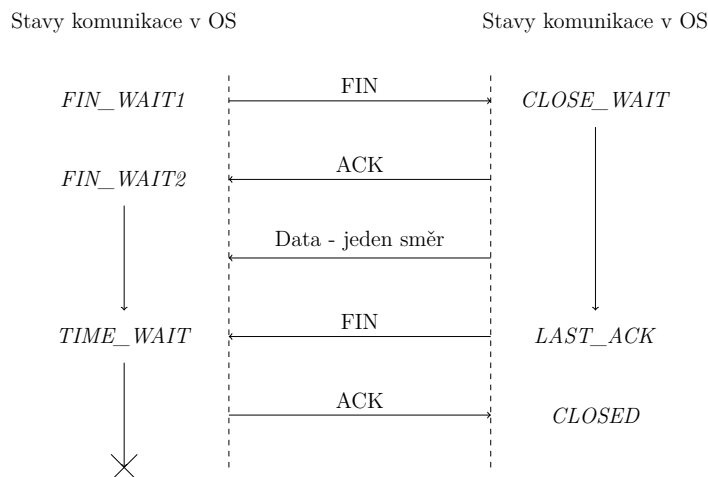 Stavy komunikace v OS
Stavy komunikace v OS
FIN_WAIT1
FIN
CLOSE_WAIT
FIN_WAIT2
ACK
Data - jeden směr
TIME_WAIT
FIN
LAST_ACK
ACK
CLOSED